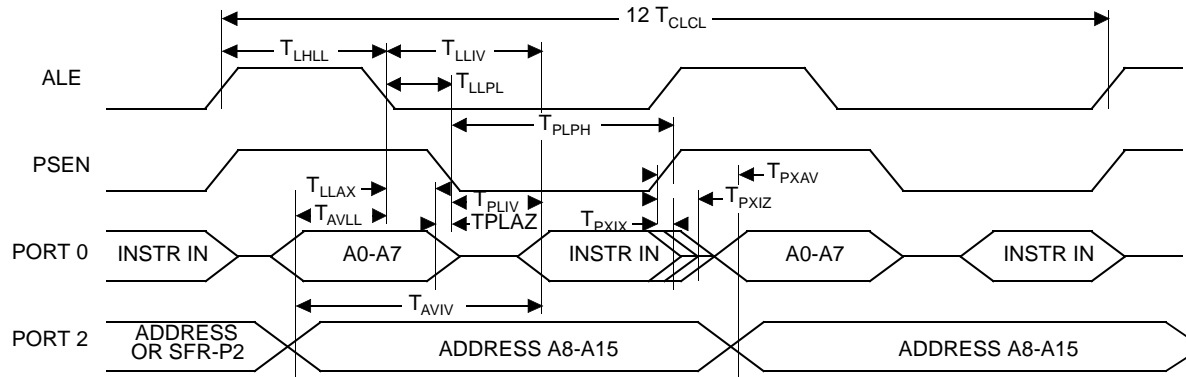 12 TCLCL
TLHLL TLLIV
ALE
TLLPL
TPLPH
PSEN
TLLAX TPXAV
TPLIV TPXIZ
TAVLL TPLAZ TPXIX
PORT 0 INSTR IN A0-A7 INSTR IN A0-A7 INSTR IN
TAVIV
PORT 2 ADDRESS OR SFR-P2 ADDRESS A8-A15 ADDRESS A8-A15